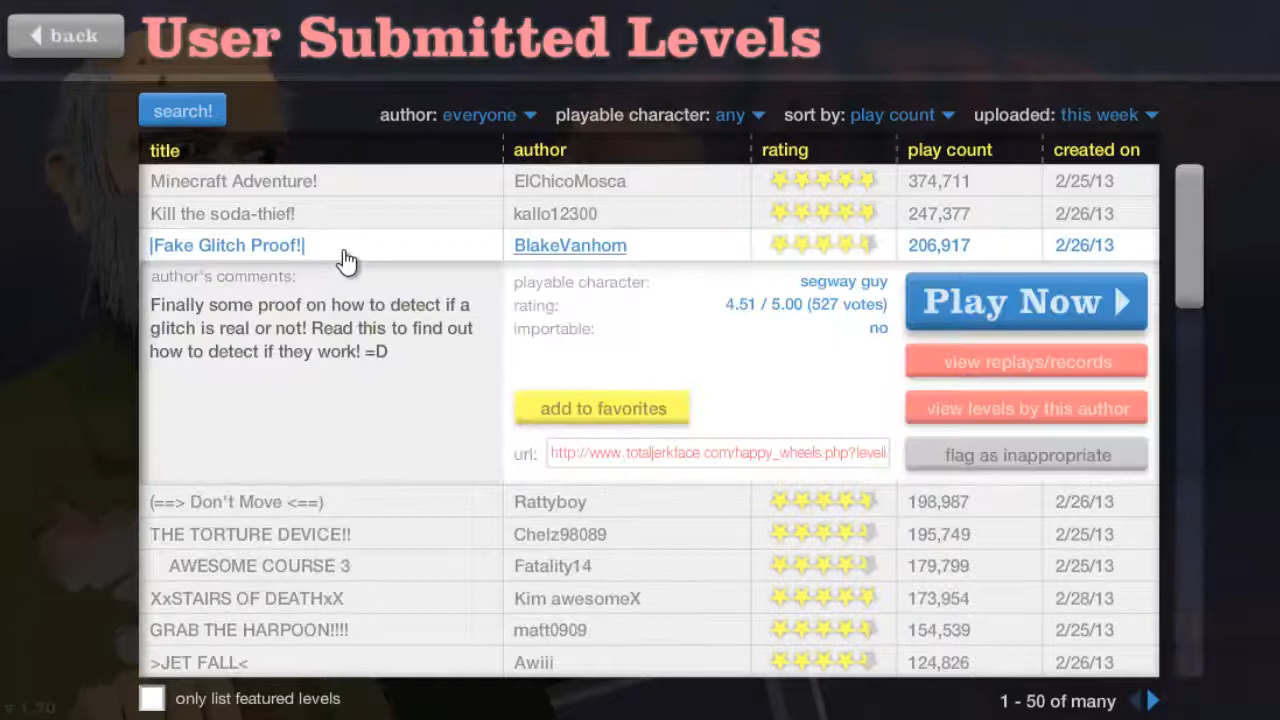 back
User Submitted Levels
search!
author: everyone playable character: any sort by: play count uploaded: this week
title author rating play count created on
Minecraft Adventure! ElChicoMosca 374,711 2/25/13
Kill the soda-thief! kallo12300 247,377 2/26/13
|Fake Glitch Proof!| BlakeVanhorn 206,917 2/26/13
author's comments:
Finally some proof on how to detect if a
glitch is real or not! Read this to find out
how to detect if they work! =D
playable character: segway guy
rating: 4.51 / 5.00 (527 votes)
importable: no
add to favorites
url: http://www.totaljerkface.com/happy_wheels.php?leveli
Play Now
view replays/records
view levels by this author
flag as inappropriate
(==> Don't Move <==) Rattyboy 198,987 2/26/13
THE TORTURE DEVICE!! Chelz98089 195,749 2/26/13
AWESOME COURSE 3 Fatality14 179,799 2/26/13
XxSTAIRS OF DEATHxX Kim awesomeX 173,954 2/28/13
GRAB THE HARPOON!!!! matt0909 154,539 2/25/13
>JET FALL< Awiii 124,826 2/26/13
only list featured levels
1 - 50 of many
v 1.70